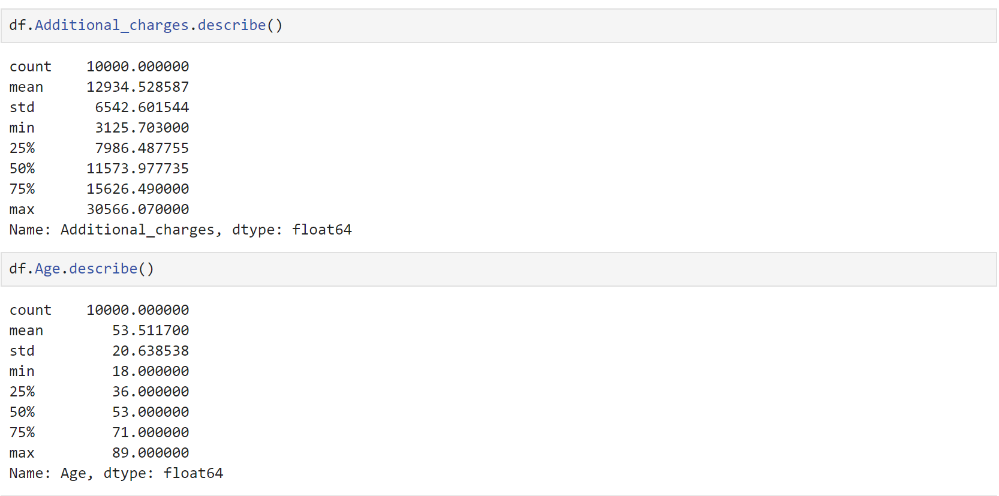 df.Additional_charges.describe()
count    10000.000000
mean     12934.528587
std       6542.601544
min       3125.703000
25%       7986.487755
50%      11573.977735
75%      15626.490000
max      30566.070000
Name: Additional_charges, dtype: float64
df.Age.describe()
count    10000.000000
mean        53.511700
std         20.638538
min         18.000000
25%         36.000000
50%         53.000000
75%         71.000000
max         89.000000
Name: Age, dtype: float64